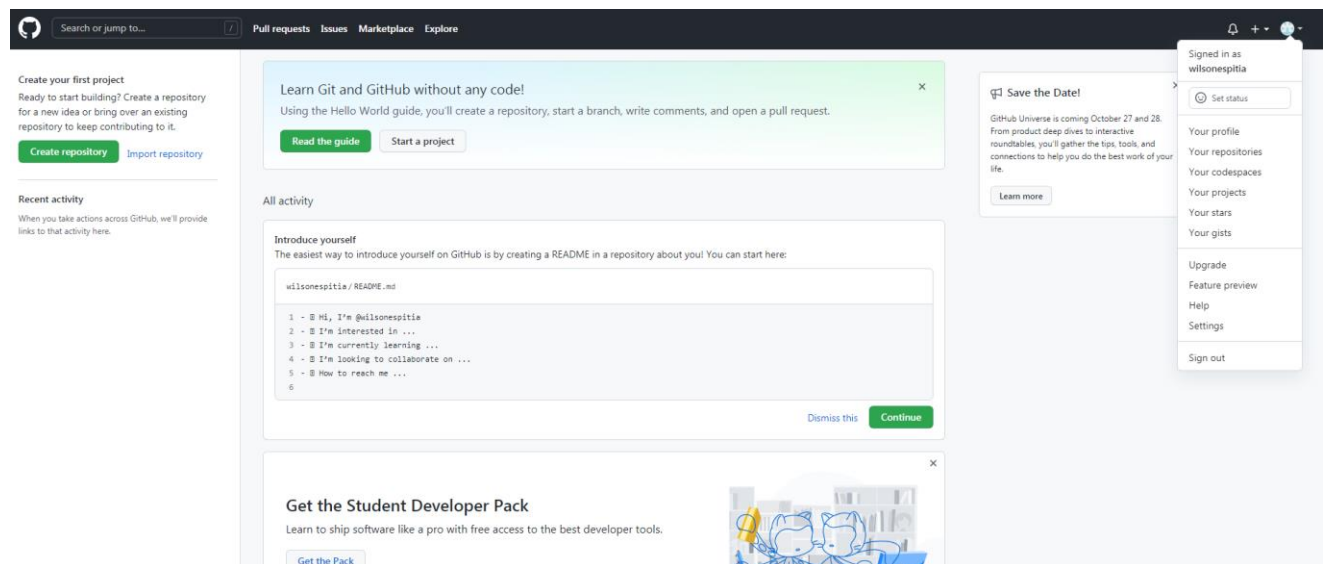 Search or jump to... /
Pull requests Issues Marketplace Explore
Create your first project
Ready to start building? Create a repository
for a new idea or bring over an existing
repository to keep contributing to it.
Create repository Import repository
Recent activity
When you take actions across GitHub, we'll provide
links to that activity here.
Learn Git and GitHub without any code!
Using the Hello World guide, you'll create a repository, start a branch, write comments, and open a pull request.
Read the guide Start a project
All activity
Introduce yourself
The easiest way to introduce yourself on GitHub is by creating a README in a repository about you! You can start here:
wilsonespitia/README.md
1 - Hi, I'm @wilsonespitia
2 - I'm interested in ...
3 - I'm currently learning ...
4 - I'm looking to collaborate on ...
5 - How to reach me ...
6
Dismiss this Continue
Get the Student Developer Pack
Learn to ship software like a pro with free access to the best developer tools.
Get the Pack
Save the Date!
GitHub Universe is coming October 27 and 28.
From product deep dives to interactive
roundtables, you'll gather the tips, tools, and
connections to help you do the best work of your
life.
Learn more
Signed in as
wilsonespitia
Set status
Your profile
Your repositories
Your codespaces
Your projects
Your stars
Your gists
Upgrade
Feature preview
Help
Settings
Sign out